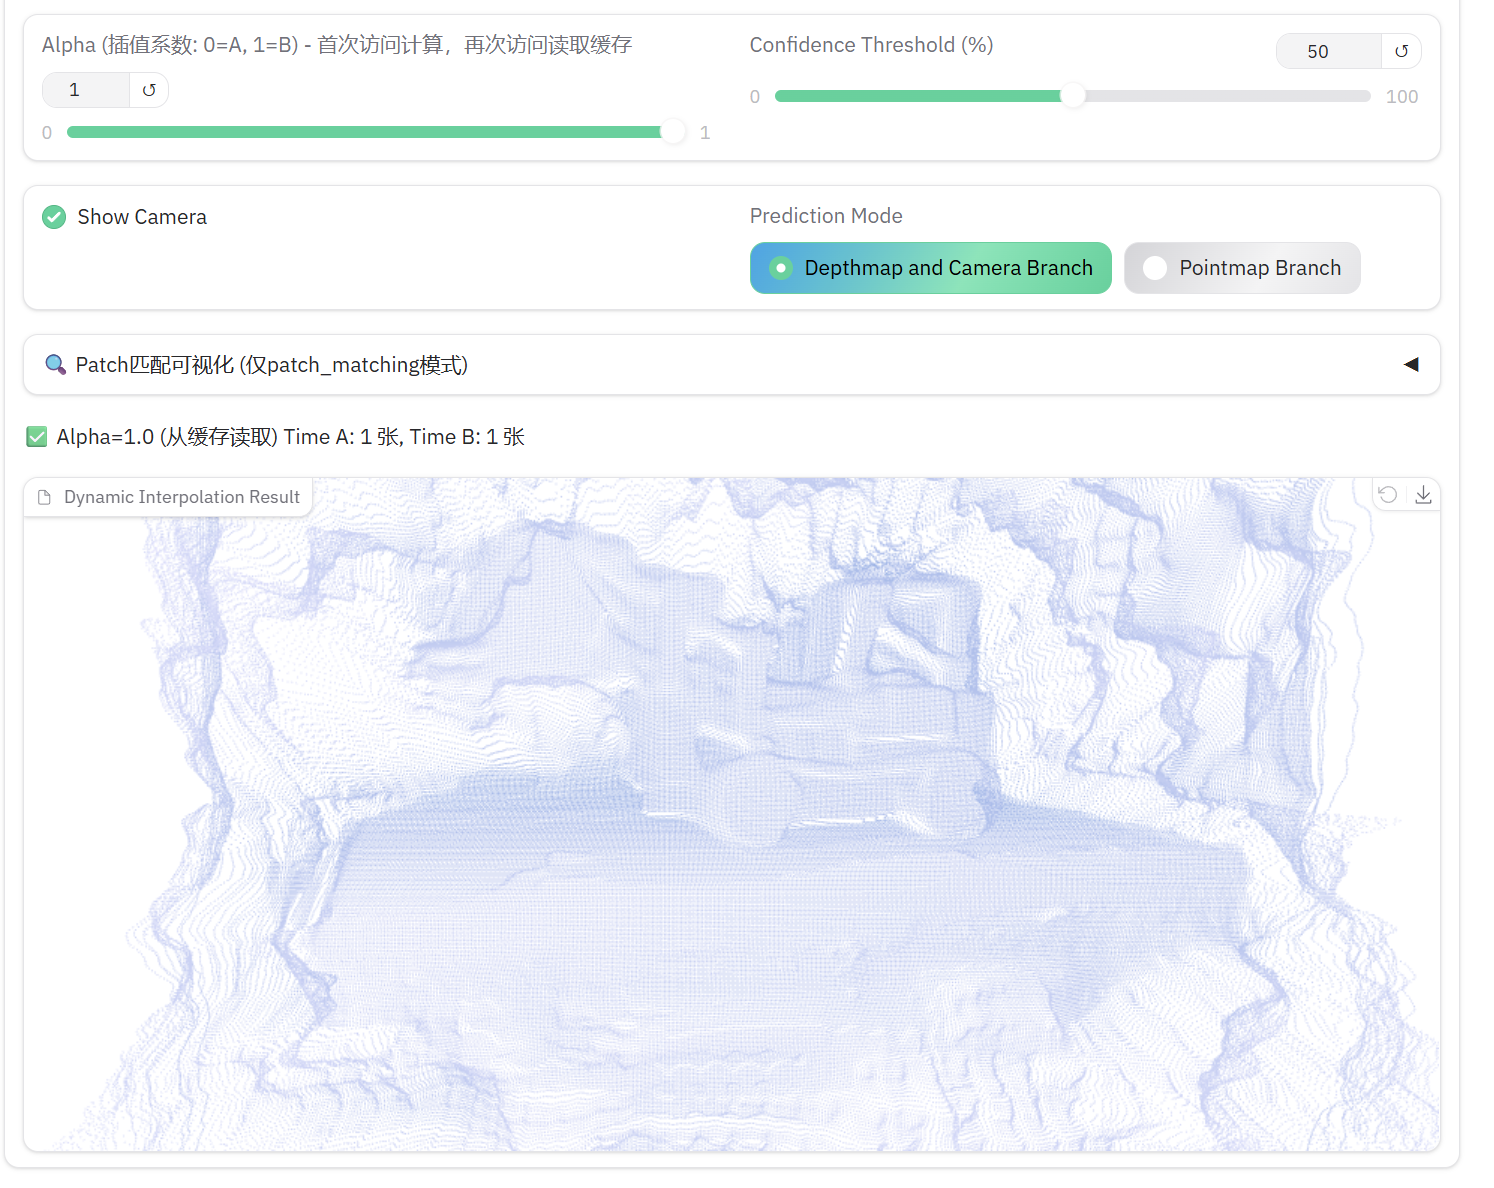 Alpha (插值系数: 0=A, 1=B) - 首次访问计算，再次访问读取缓存
1
0
1
Confidence Threshold (%)
50
0
100
Show Camera
Prediction Mode
Depthmap and Camera Branch
Pointmap Branch
Patch匹配可视化 (仅patch_matching模式)
Alpha=1.0 (从缓存读取) Time A: 1 张, Time B: 1 张
Dynamic Interpolation Result